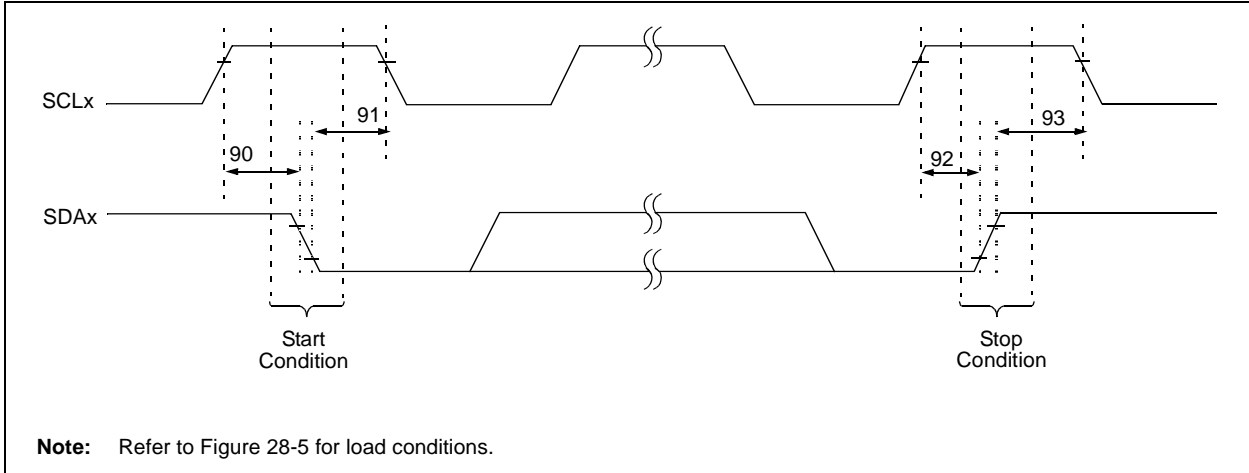 SCLx
91
93
90
92
SDAx
Start
Condition
Stop
Condition
Note: Refer to Figure 28-5 for load conditions.